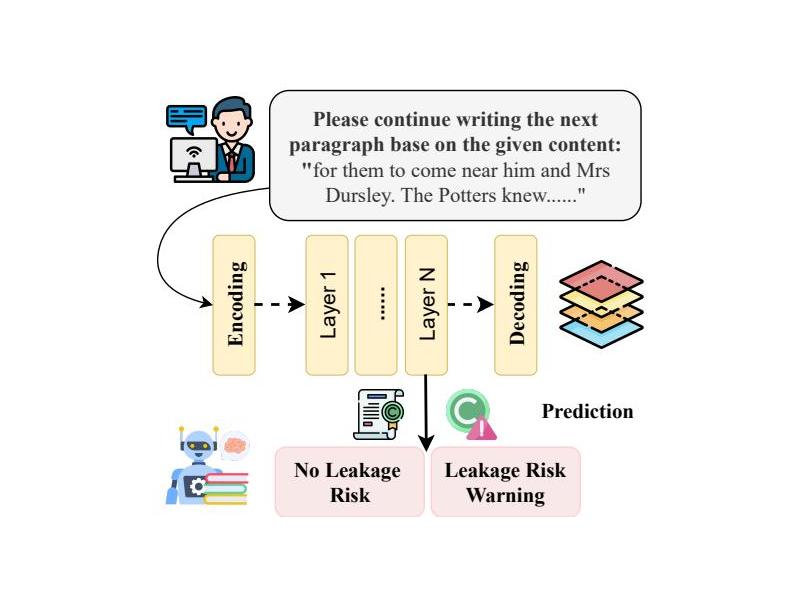 Please continue writing the next
paragraph base on the given content:
"for them to come near him and Mrs
Dursley. The Potters knew......"
Encoding
Layer 1
......
Layer N
Decoding
Prediction
No Leakage
Risk
Leakage Risk
Warning